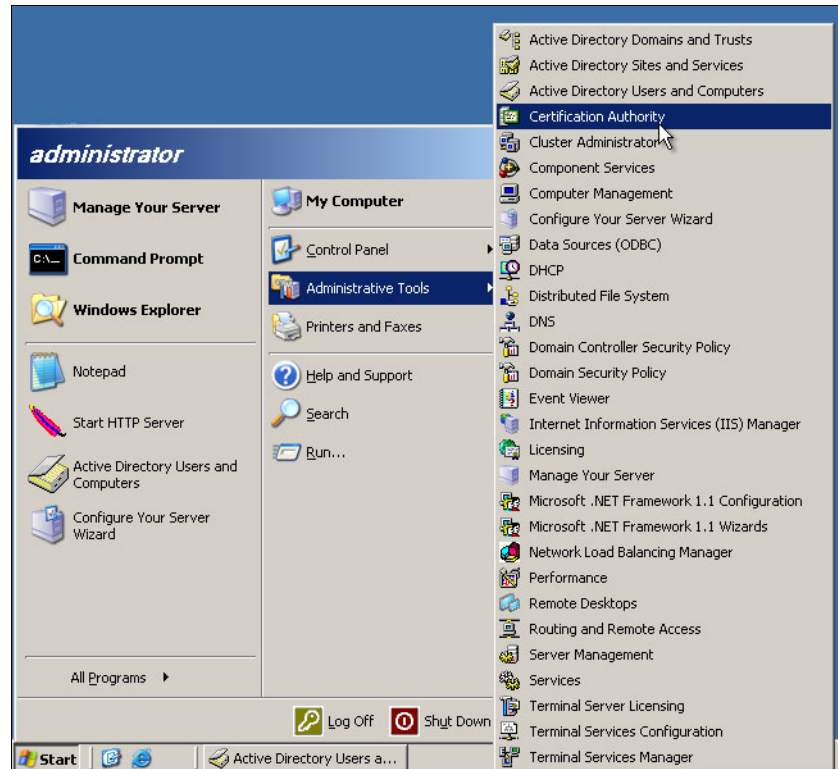 administrator
Manage Your Server
Command Prompt
Windows Explorer
Notepad
Start HTTP Server
Active Directory Users and
Computers
Configure Your Server
Wizard
All Programs
My Computer
Control Panel
Administrative Tools
Printers and Faxes
Help and Support
Search
Run...
Log Off
Shut Down
Active Directory Domains and Trusts
Active Directory Sites and Services
Active Directory Users and Computers
Certification Authority
Cluster Administrator
Component Services
Computer Management
Configure Your Server Wizard
Data Sources (ODBC)
DHCP
Distributed File System
DNS
Domain Controller Security Policy
Domain Security Policy
Event Viewer
Internet Information Services (IIS) Manager
Licensing
Manage Your Server
Microsoft .NET Framework 1.1 Configuration
Microsoft .NET Framework 1.1 Wizards
Network Load Balancing Manager
Performance
Remote Desktops
Routing and Remote Access
Server Management
Services
Terminal Server Licensing
Terminal Services Configuration
Terminal Services Manager
Start
Active Directory Users a...